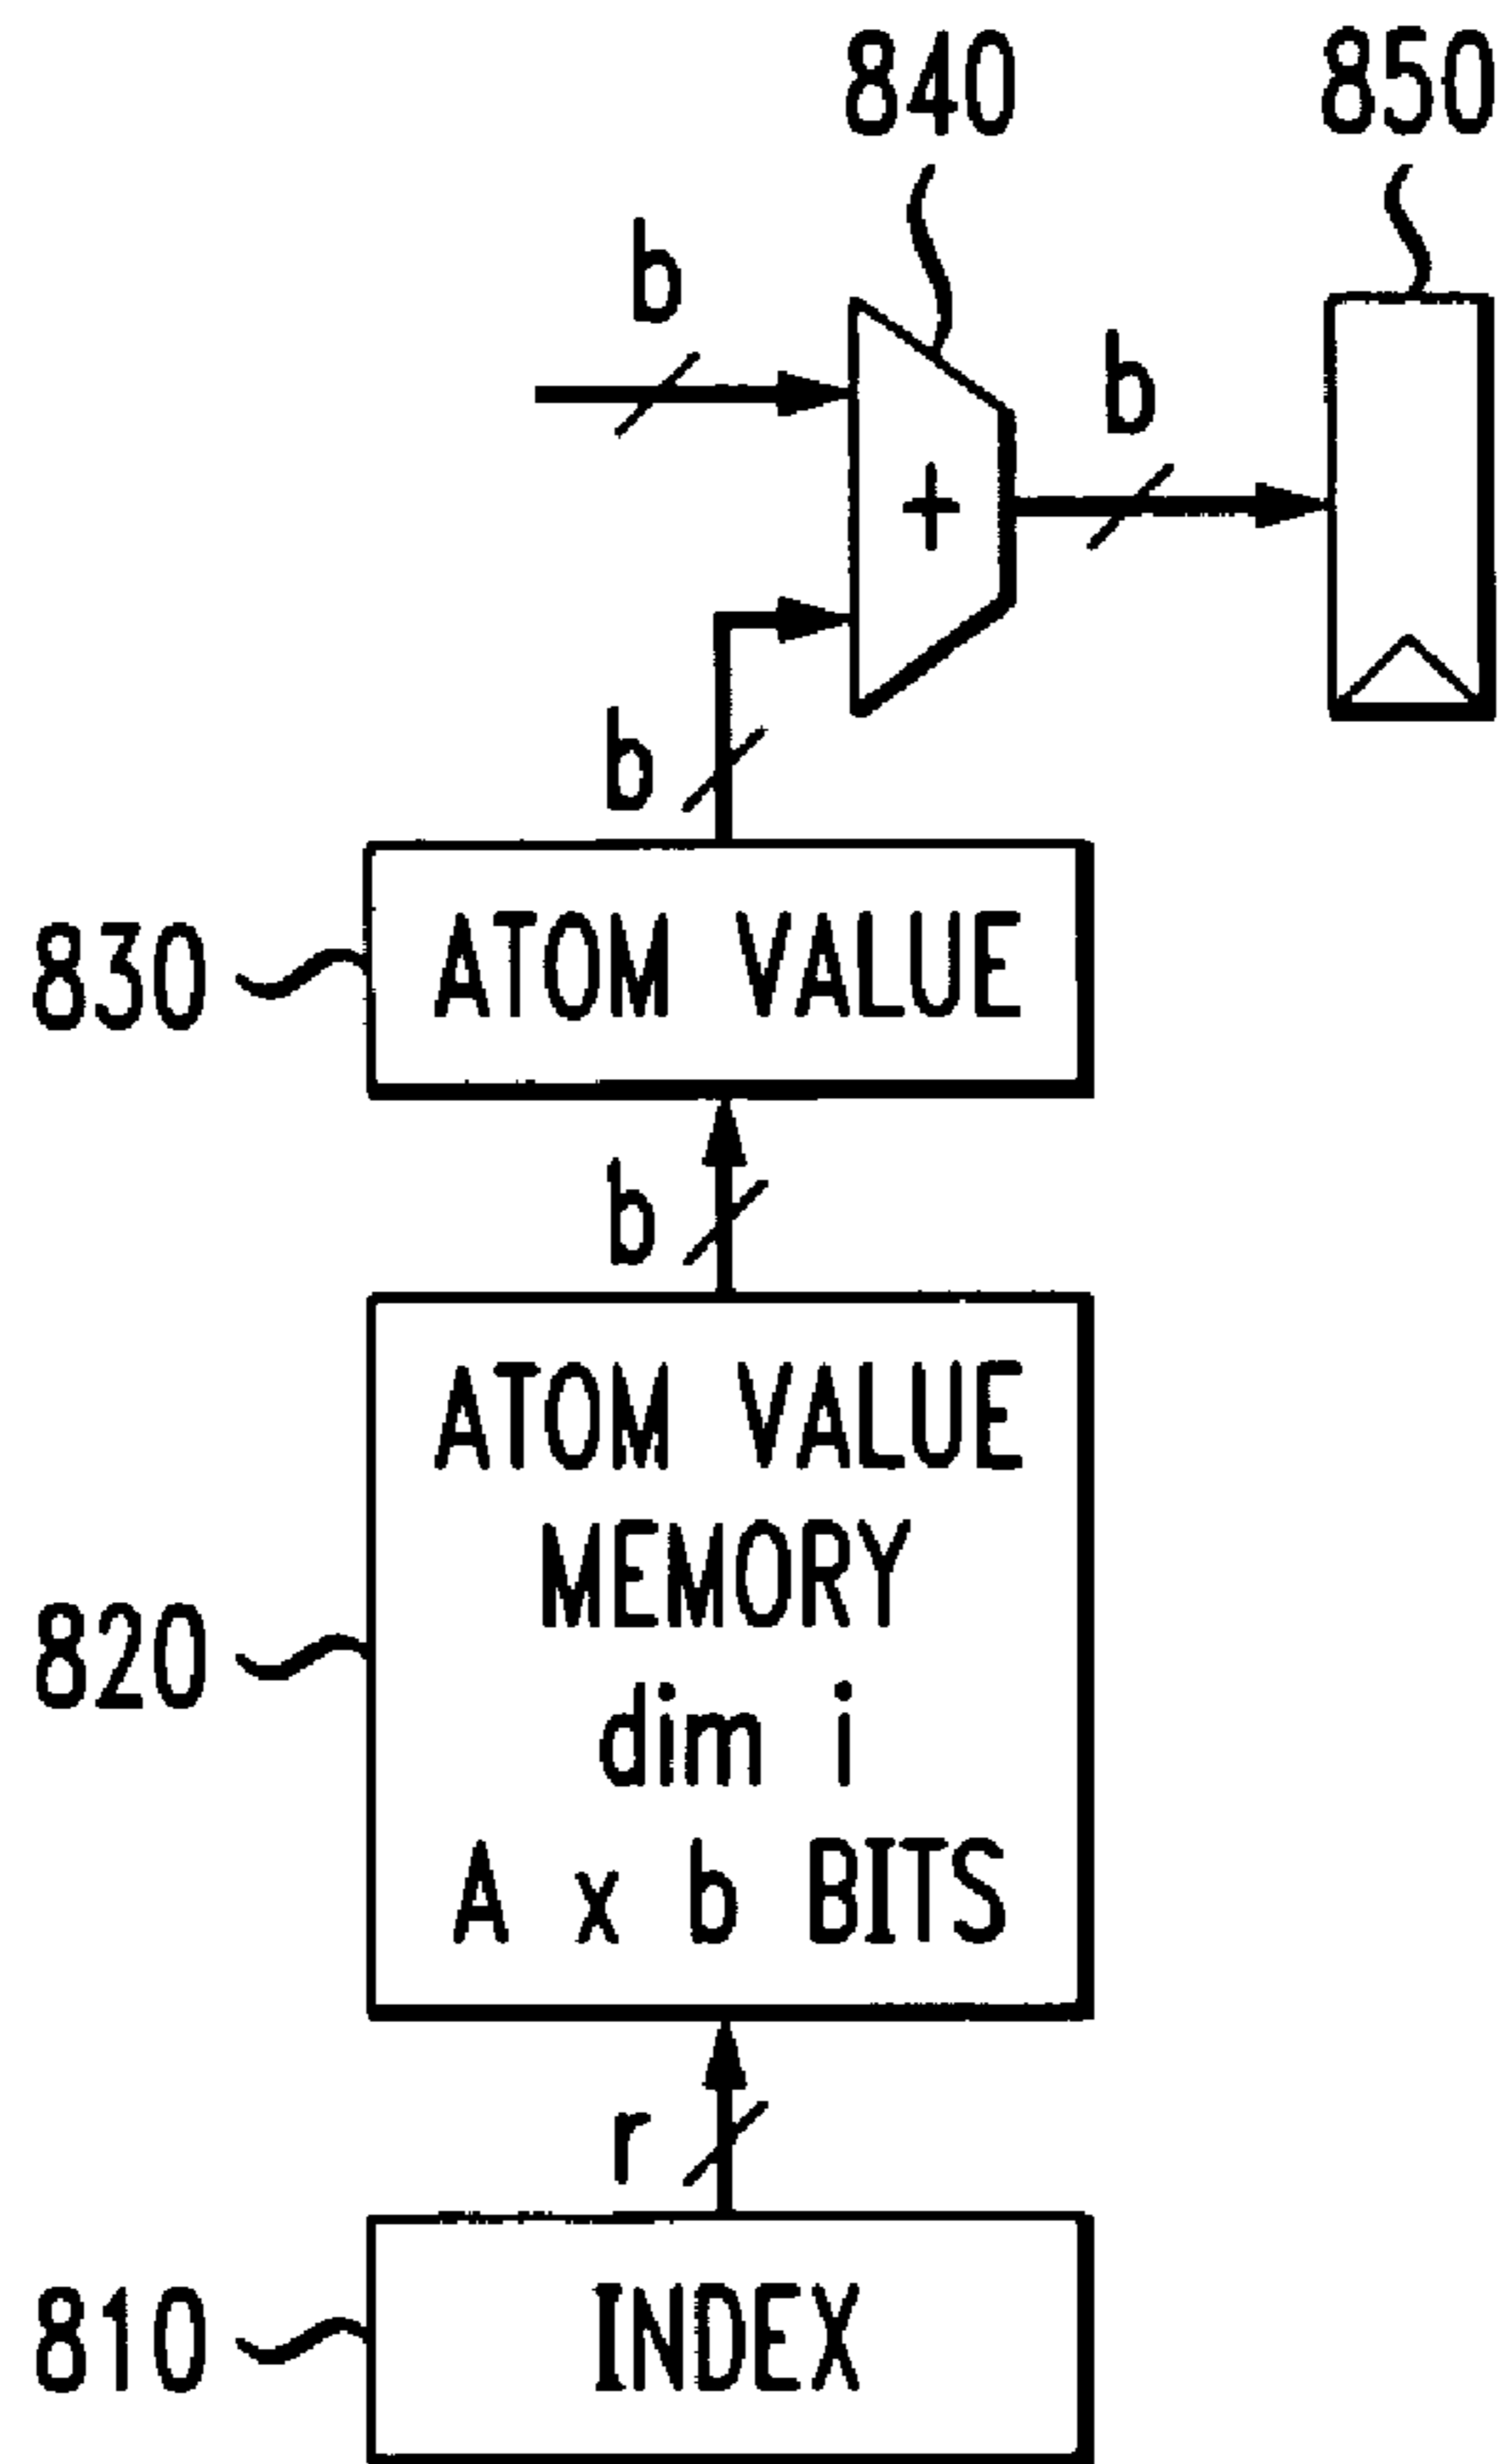 840 850
b
b
+
b
830 ATOM VALUE
b
ATOM VALUE
MEMORY
820
dim i
A x b BITS
r
810 INDEX